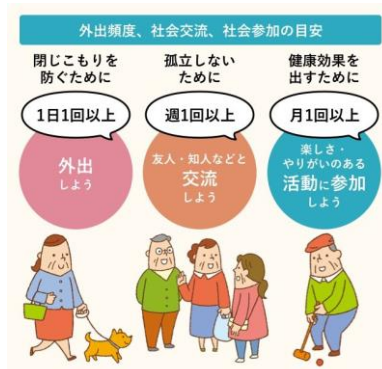 外出頻度、社会交流、社会参加の目安
閉じこもりを
防ぐために
1日1回以上
外出
しよう
孤立しない
ために
週1回以上
友人・知人などと
交流
しよう
健康効果を
出すために
月1回以上
楽しさ・
やりがいのある
活動に参加
しよう